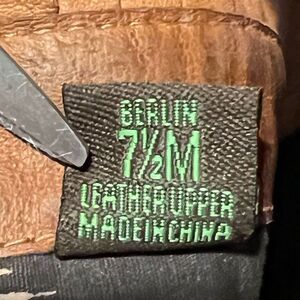 BERLIN
7½M
LEATHER UPPER
MADE IN CHINA